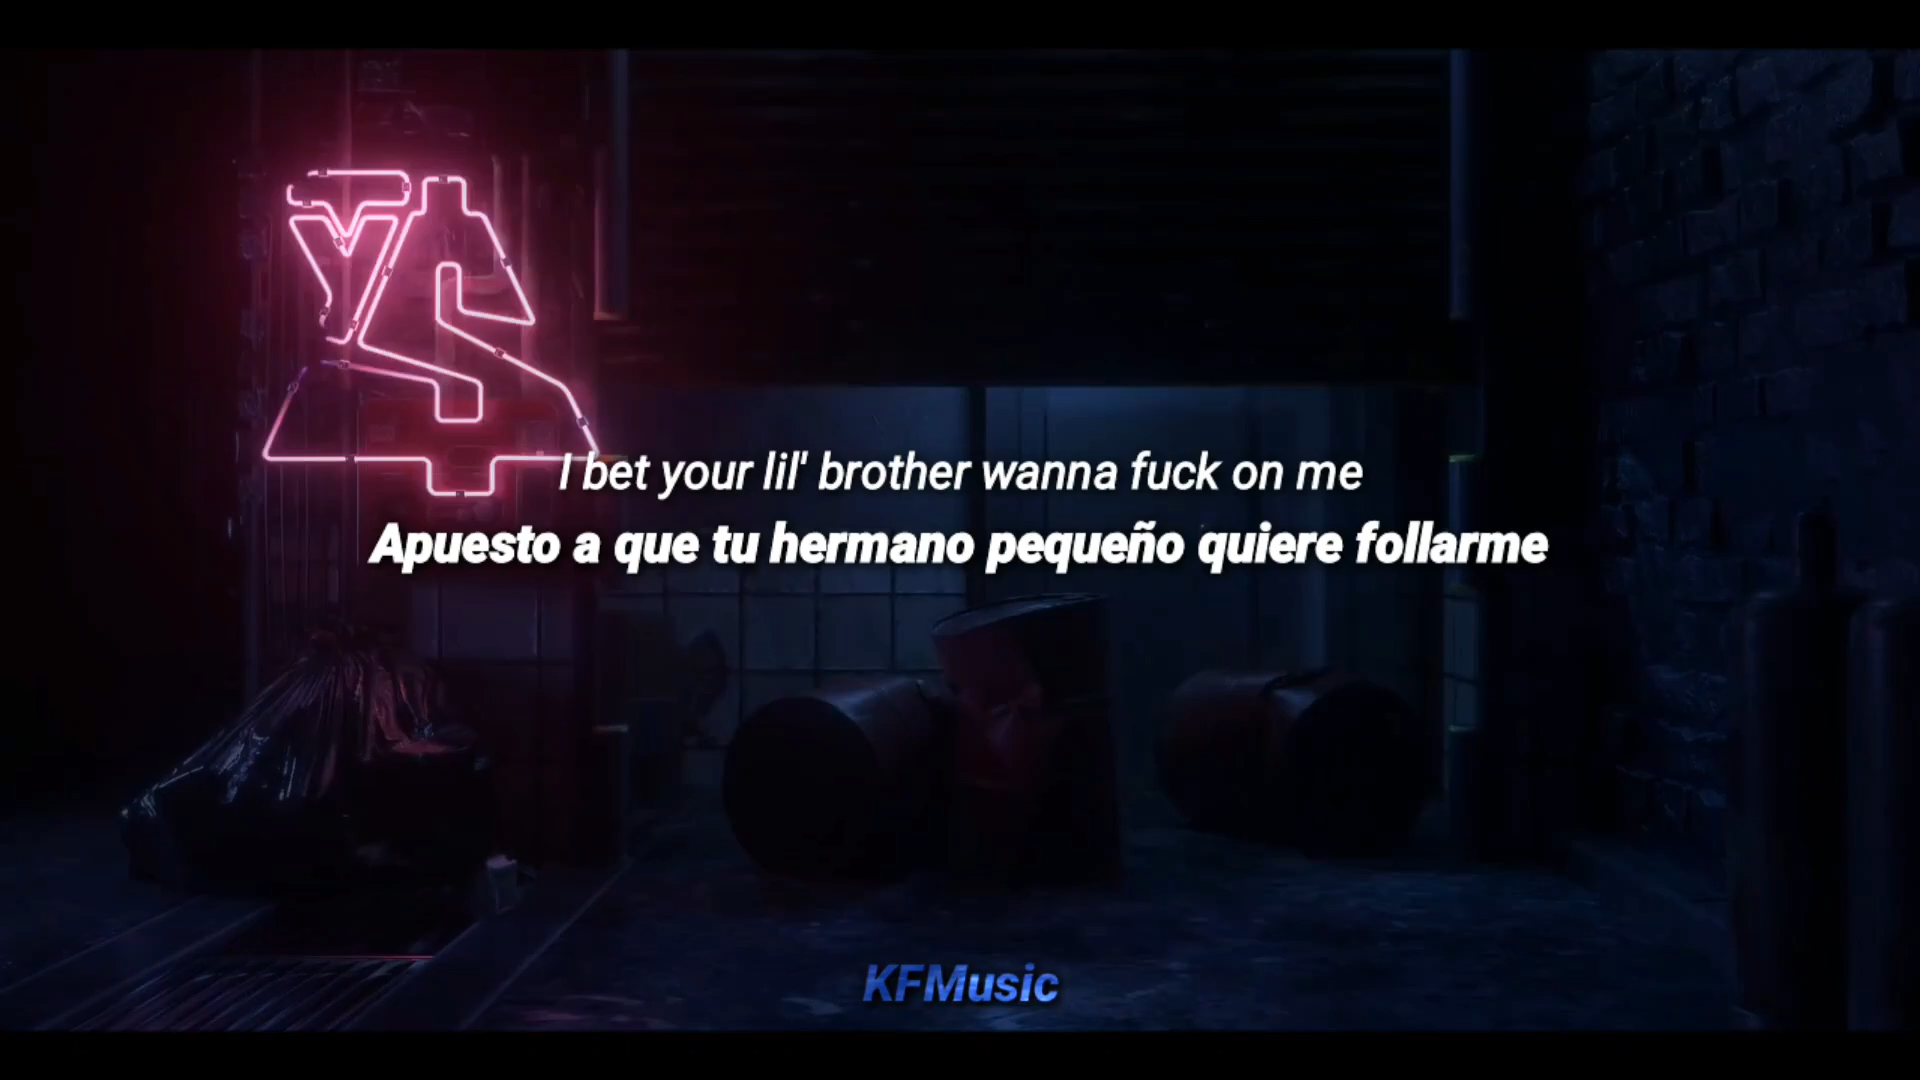 I bet your lil' brother wanna fuck on me
Apuesto a que tu hermano pequeño quiere follarme
KFMusic